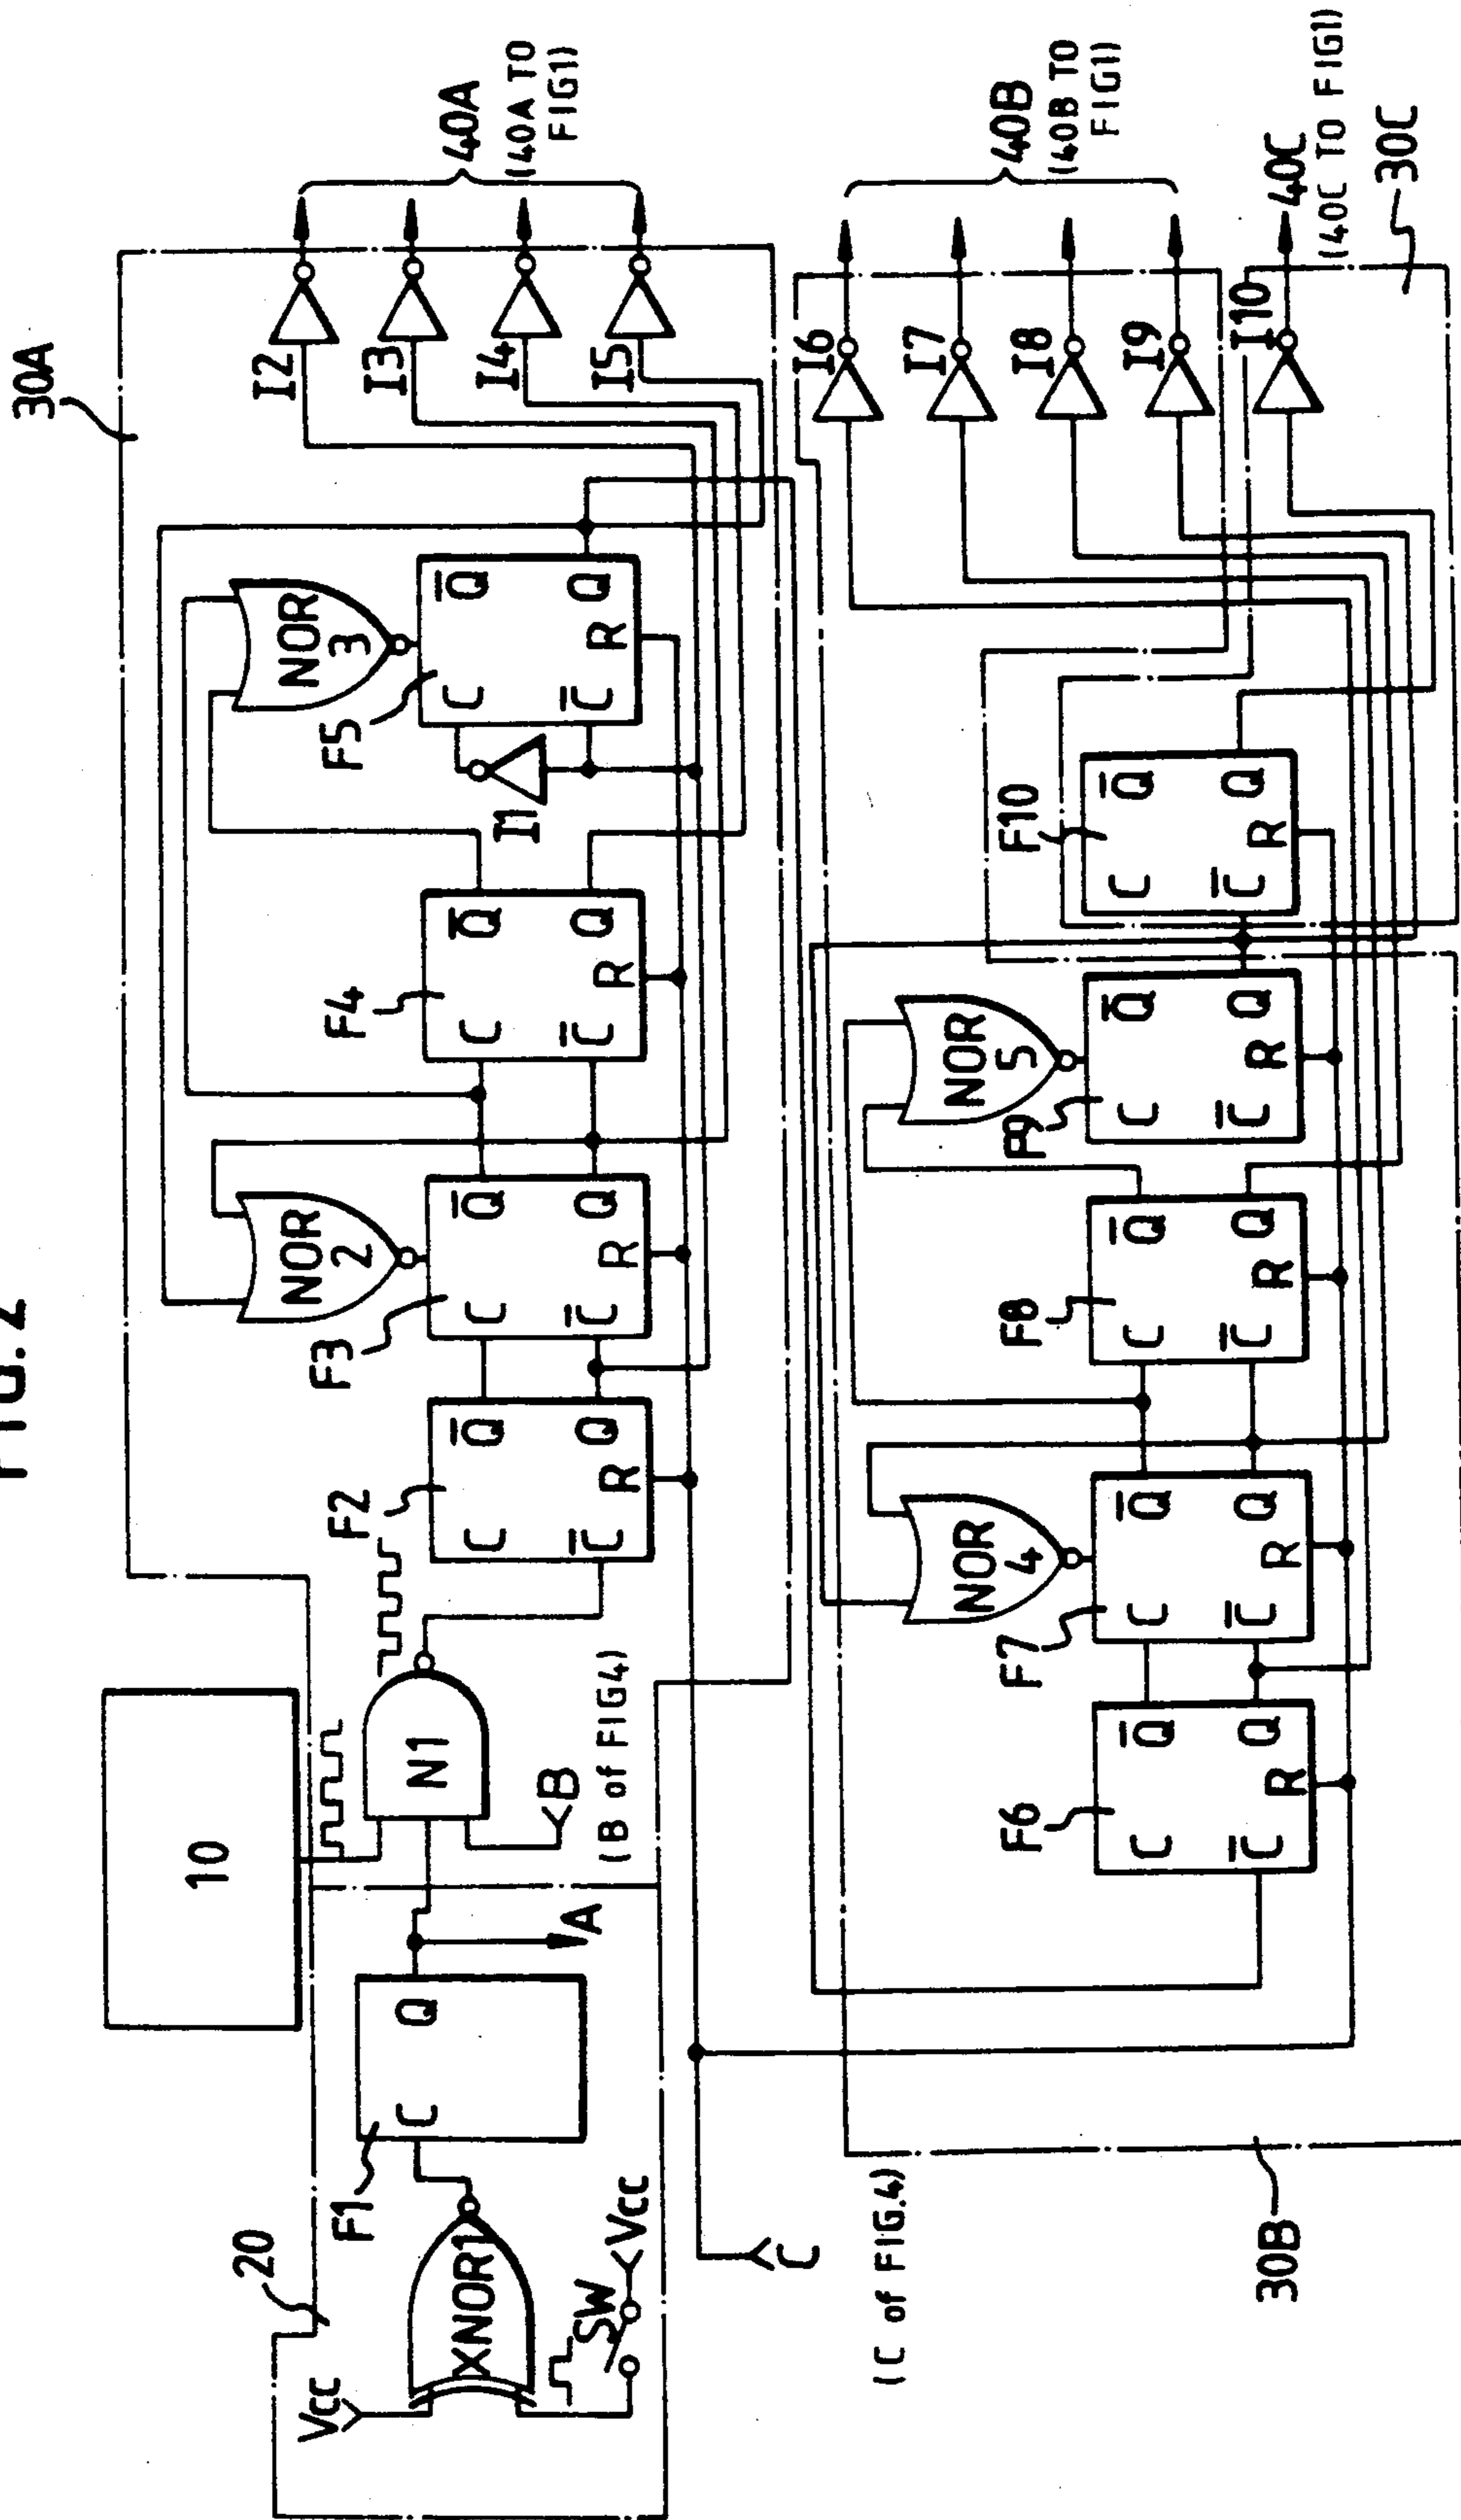 FIG. 2
30A
10
20
VCC
XNOR1
SW
VCC
F1
C
Q
A
N1
B
(B of FIG4)
F2
C
C̅
Q̅
Q
R
F3
NOR
2
C
C̅
Q̅
Q
R
F4
C
C̅
Q̅
Q
R
I1
F5
NOR
3
C
C̅
Q̅
Q
R
I2
I3
I4
I5
40A
(40A TO
FIG1)
C
(C of FIG.4)
30B
F6
C
C̅
Q̅
Q
R
F7
NOR
4
C
C̅
Q̅
Q
R
F8
C
C̅
Q̅
Q
R
F9
NOR
5
C
C̅
Q̅
Q
R
F10
C
C̅
Q̅
Q
R
I6
I7
I8
I9
I10
40B
(40B TO
FIG1)
40C
(40C TO FIG1)
30C